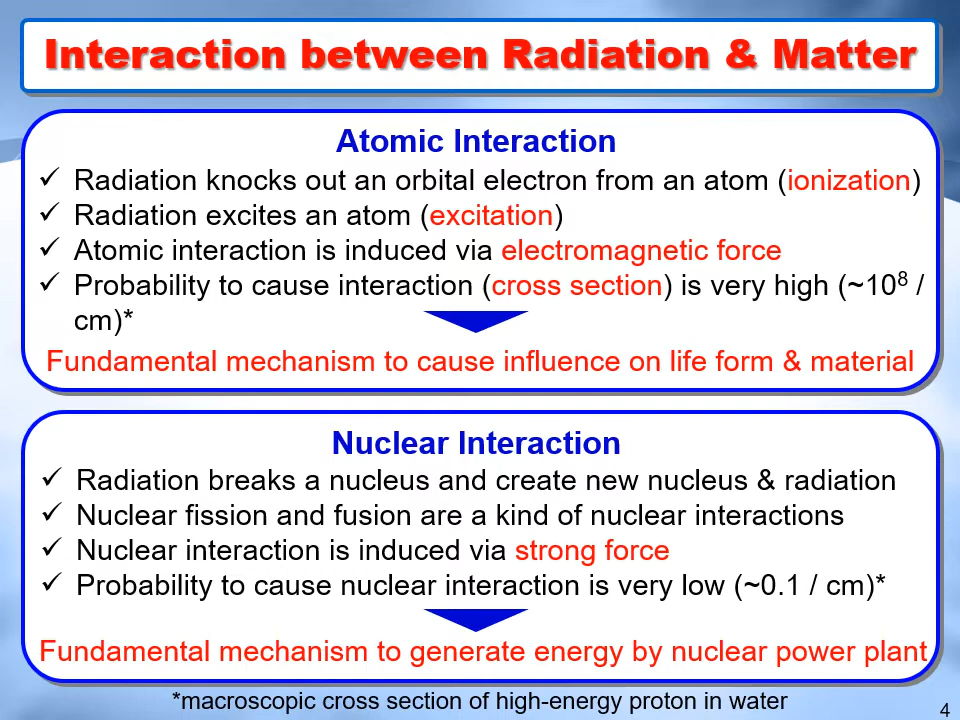 Interaction between Radiation & Matter
Atomic Interaction
✓ Radiation knocks out an orbital electron from an atom (ionization)
✓ Radiation excites an atom (excitation)
✓ Atomic interaction is induced via electromagnetic force
✓ Probability to cause interaction (cross section) is very high (~10⁸ /
cm)*
Fundamental mechanism to cause influence on life form & material
Nuclear Interaction
✓ Radiation breaks a nucleus and create new nucleus & radiation
✓ Nuclear fission and fusion are a kind of nuclear interactions
✓ Nuclear interaction is induced via strong force
✓ Probability to cause nuclear interaction is very low (~0.1 / cm)*
Fundamental mechanism to generate energy by nuclear power plant
*macroscopic cross section of high-energy proton in water
4